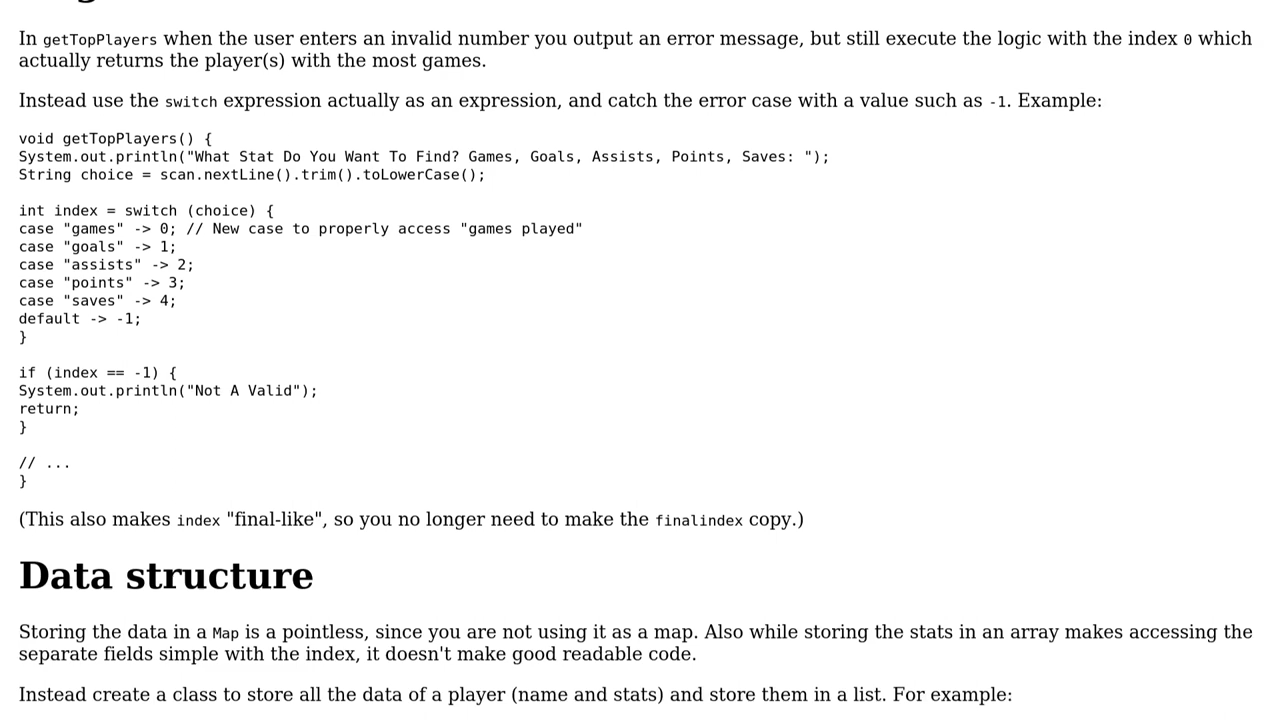 In getTopPlayers when the user enters an invalid number you output an error message, but still execute the logic with the index 0 which
actually returns the player(s) with the most games.
Instead use the switch expression actually as an expression, and catch the error case with a value such as -1. Example:
void getTopPlayers() {
System.out.println("What Stat Do You Want To Find? Games, Goals, Assists, Points, Saves: ");
String choice = scan.nextLine().trim().toLowerCase();
int index = switch (choice) {
case "games" -> 0; // New case to properly access "games played"
case "goals" -> 1;
case "assists" -> 2;
case "points" -> 3;
case "saves" -> 4;
default -> -1;
}
if (index == -1) {
System.out.println("Not A Valid");
return;
}
// ...
}
(This also makes index "final-like", so you no longer need to make the finalindex copy.)
Data structure
Storing the data in a Map is a pointless, since you are not using it as a map. Also while storing the stats in an array makes accessing the
separate fields simple with the index, it doesn't make good readable code.
Instead create a class to store all the data of a player (name and stats) and store them in a list. For example: